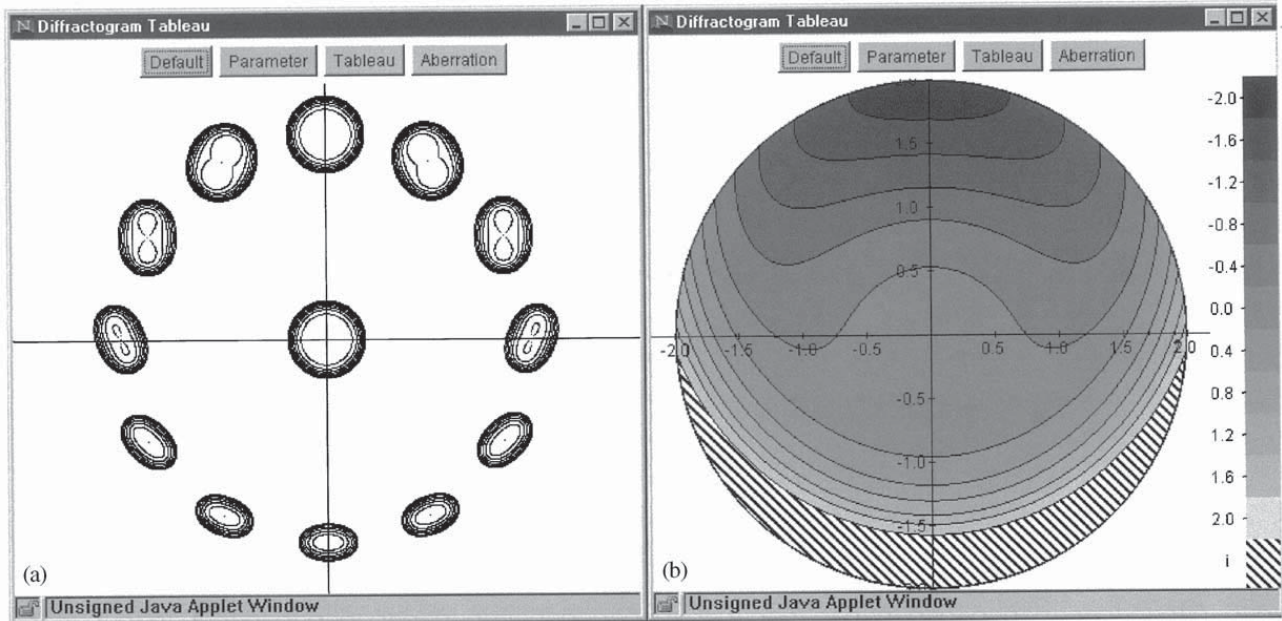 Diffractogram Tableau
Default Parameter Tableau Aberration
(a)
Unsigned Java Applet Window
Diffractogram Tableau
Default Parameter Tableau Aberration
1.5
1.0
0.5
-2.0 -1.5 -1.0 -0.5 0.5 1.0 1.5 2.0
-0.5
-1.0
-1.5
-2.0
-1.6
-1.2
-0.8
-0.4
0.0
0.4
0.8
1.2
1.6
2.0
i
(b)
Unsigned Java Applet Window